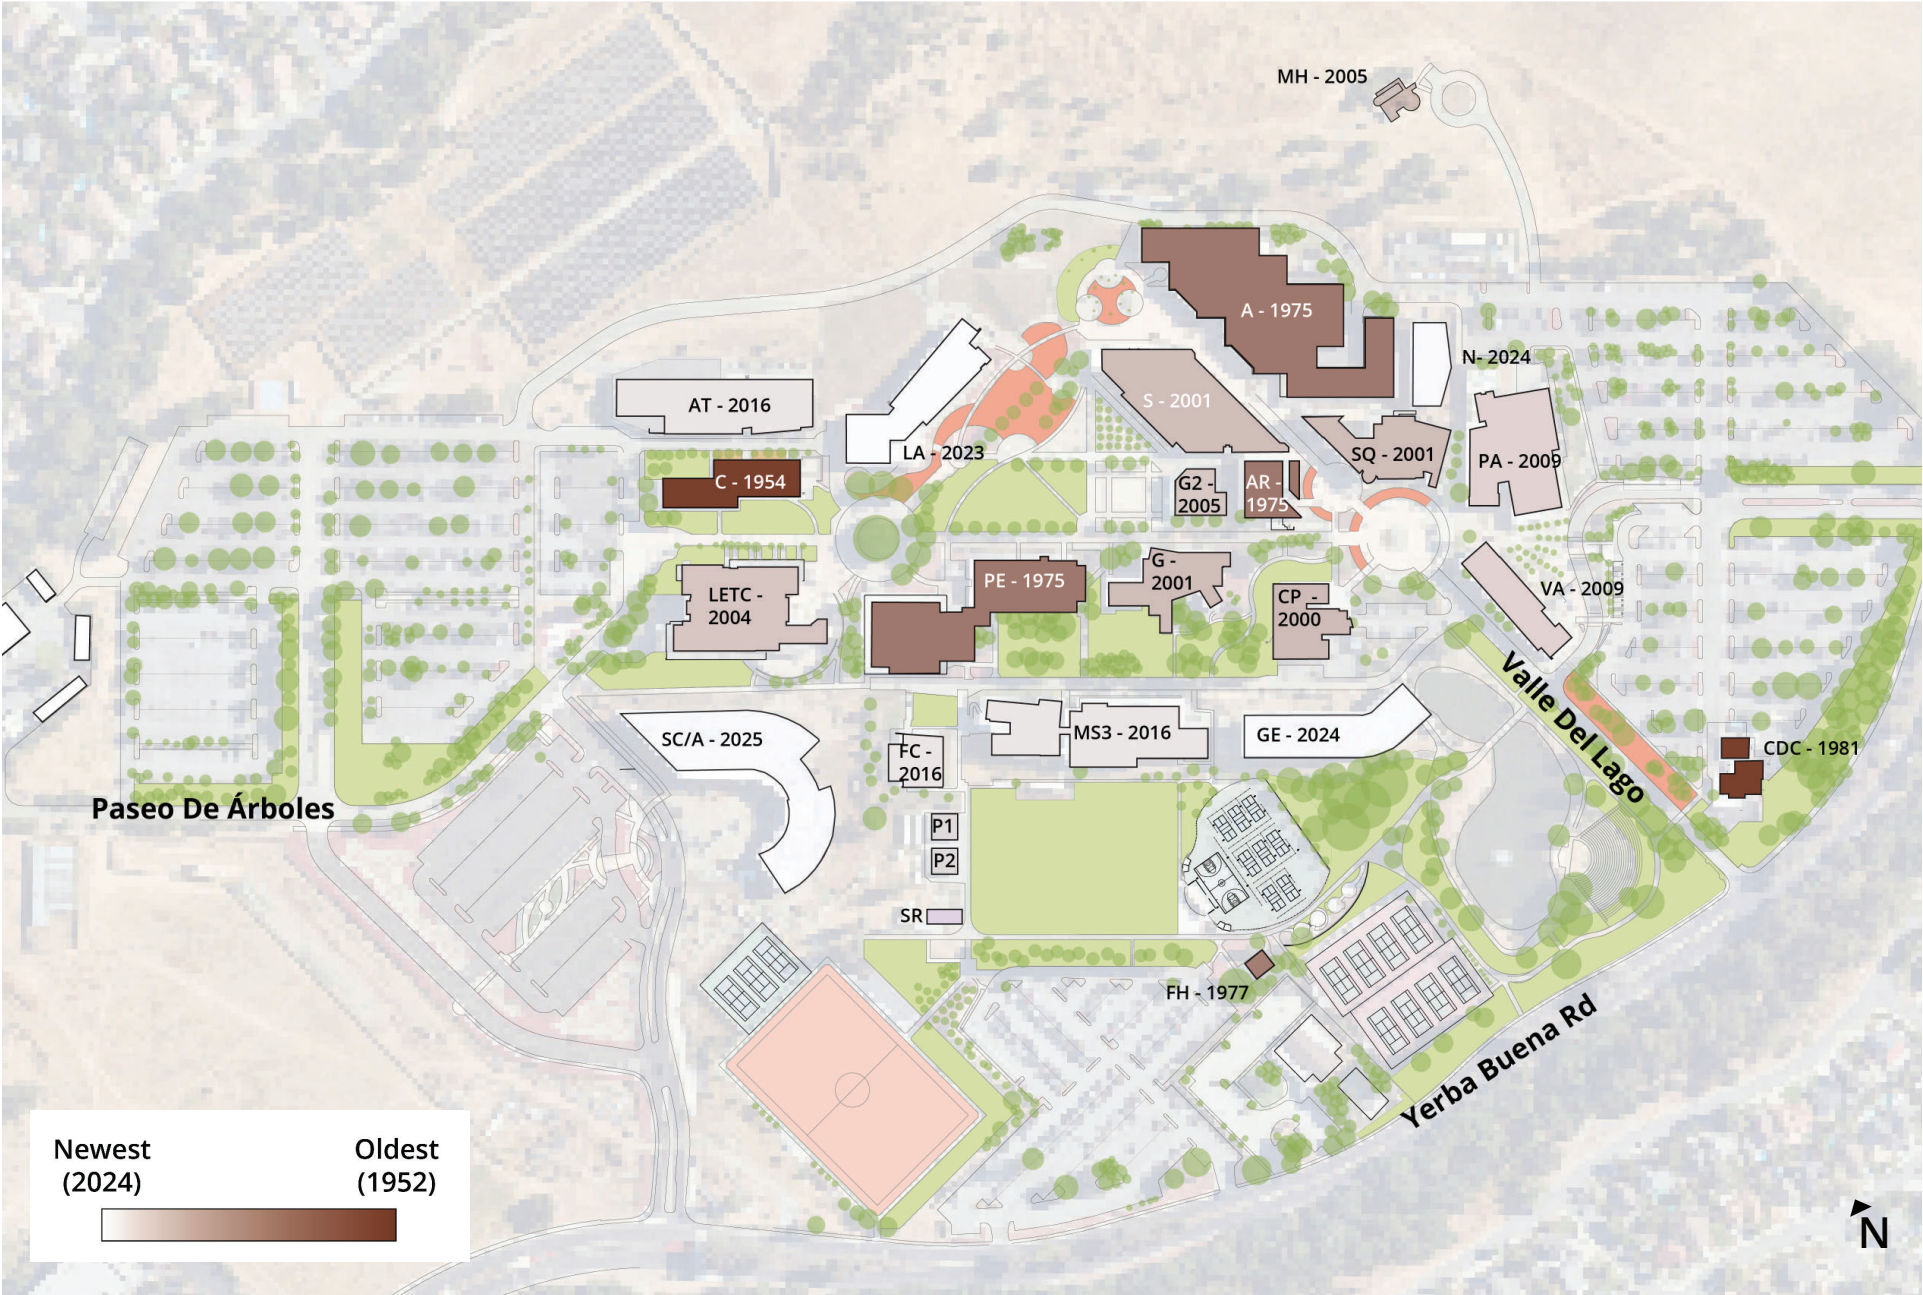 MH - 2005
A - 1975
N- 2024
AT - 2016
S - 2001
LA - 2023
SQ - 2001
PA - 2009
C - 1954
G2 -
2005
AR -
1975
PE - 1975
G -
2001
LETC -
2004
CP -
2000
VA - 2009
Valle Del Lago
SC/A - 2025
FC -
2016
MS3 - 2016
GE - 2024
CDC - 1981
Paseo De Árboles
P1
P2
SR
FH - 1977
Yerba Buena Rd
Newest
(2024)
Oldest
(1952)
N